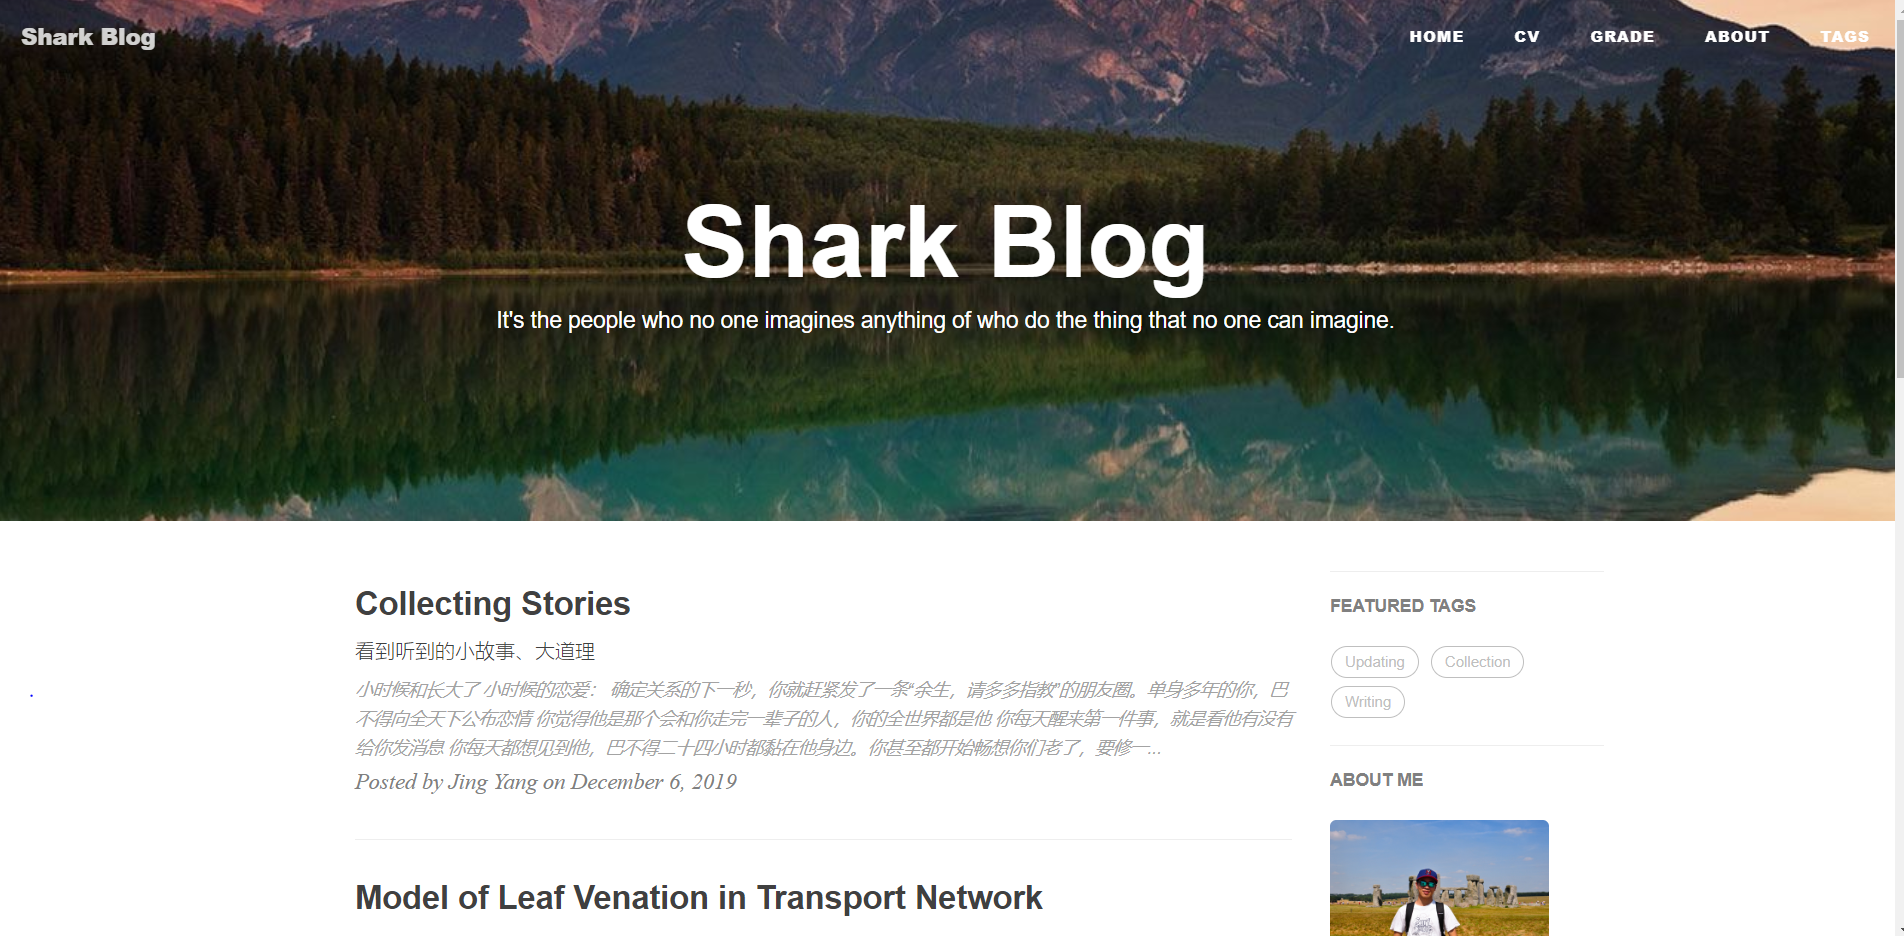 Shark Blog
HOME CV GRADE ABOUT TAGS
Shark Blog
It's the people who no one imagines anything of who do the thing that no one can imagine.
Collecting Stories
看到听到的小故事、大道理
小时候和长大了 小时候的恋爱： 确定关系的下一秒，你就赶紧发了一条“余生，请多多指教”的朋友圈。单身多年的你，巴
不得向全天下公布恋情 你觉得他是那个会和你走完一辈子的人，你的全世界都是他 你每天醒来第一件事，就是看他有没有
给你发消息 你每天都想见到他，巴不得二十四小时都黏在他身边。你甚至都开始畅想你们老了，要修一...
Posted by Jing Yang on December 6, 2019
Model of Leaf Venation in Transport Network
FEATURED TAGS
Updating Collection
Writing
ABOUT ME